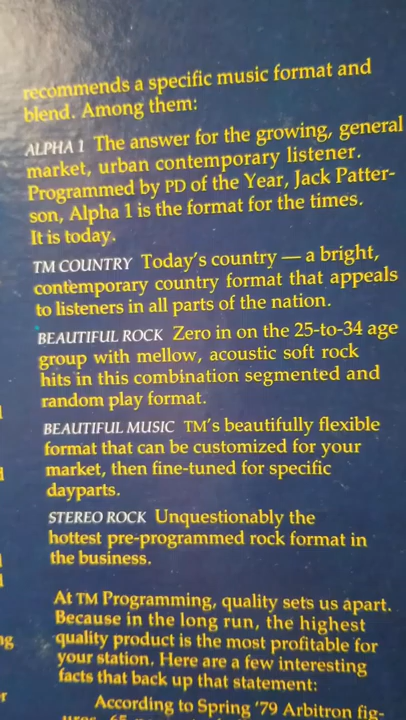 recommends a specific music format and
blend. Among them:
ALPHA 1 The answer for the growing, general
market, urban contemporary listener.
Programmed by PD of the Year, Jack Patter-
son, Alpha 1 is the format for the times.
It is today.
TM COUNTRY Today's country — a bright,
contemporary country format that appeals
to listeners in all parts of the nation.
BEAUTIFUL ROCK Zero in on the 25-to-34 age
group with mellow, acoustic soft rock
hits in this combination segmented and
random play format.
BEAUTIFUL MUSIC TM's beautifully flexible
format that can be customized for your
market, then fine-tuned for specific
dayparts.
STEREO ROCK Unquestionably the
hottest pre-programmed rock format in
the business.
At TM Programming, quality sets us apart.
Because in the long run, the highest
quality product is the most profitable for
your station. Here are a few interesting
facts that back up that statement:
According to Spring '79 Arbitron fig-